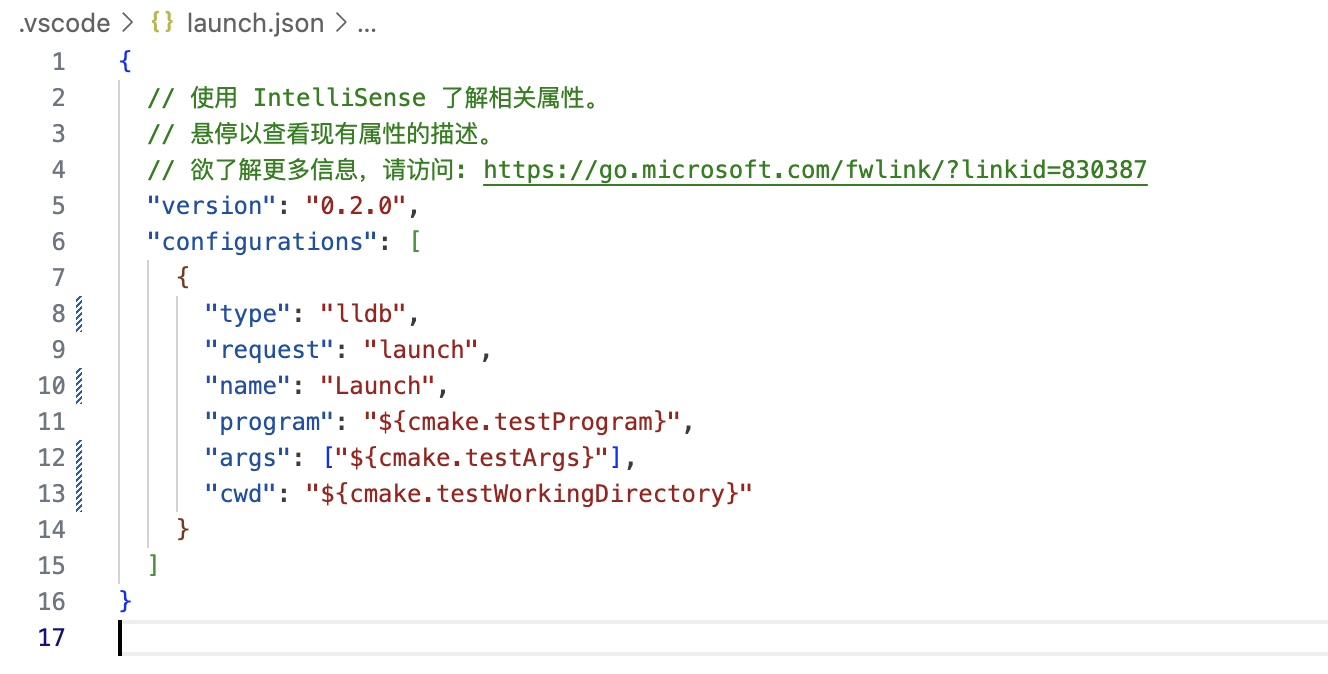 .vscode > {} launch.json > ...
1 {
2 // 使用 IntelliSense 了解相关属性。
3 // 悬停以查看现有属性的描述。
4 // 欲了解更多信息，请访问: https://go.microsoft.com/fwlink/?linkid=830387
5 "version": "0.2.0",
6 "configurations": [
7 {
8 "type": "lldb",
9 "request": "launch",
10 "name": "Launch",
11 "program": "${cmake.testProgram}",
12 "args": ["${cmake.testArgs}"],
13 "cwd": "${cmake.testWorkingDirectory}"
14 }
15 ]
16 }
17